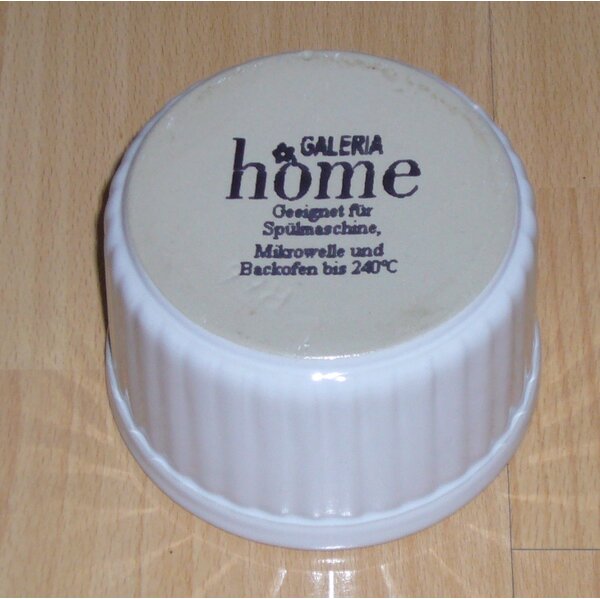 GALERIA
home
Geeignet für
Spülmaschine,
Mikrowelle und
Backofen bis 240°C